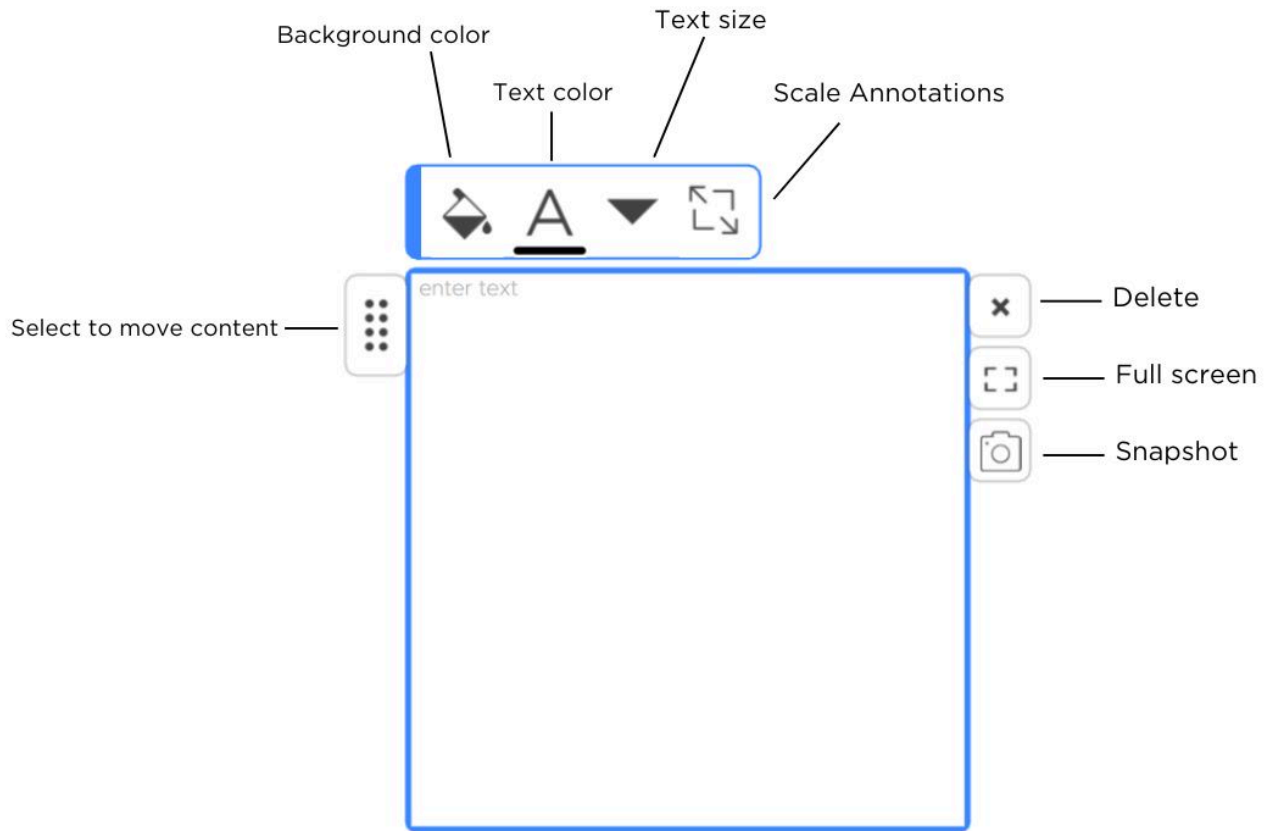 Text size
Background color
Text color
Scale Annotations
A
enter text
Select to move content
Delete
Full screen
Snapshot